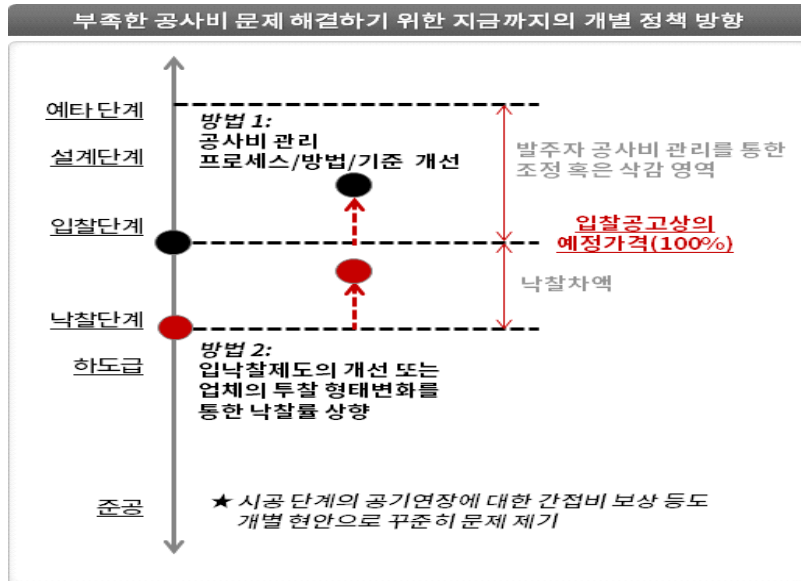 부족한 공사비 문제 해결하기 위한 지금까지의 개별 정책 방향
예타단계
방법 1:
공사비 관리
프로세스/방법/기준 개선
설계단계
발주자 공사비 관리를 통한
조정 혹은 삭감 영역
입찰단계
입찰공고상의
예정가격(100%)
낙찰차액
낙찰단계
방법 2:
입낙찰제도의 개선 또는
업체의 투찰 형태변화를
통한 낙찰률 상향
하도급
준공
★ 시공 단계의 공기연장에 대한 간접비 보상 등도
개별 현안으로 꾸준히 문제 제기